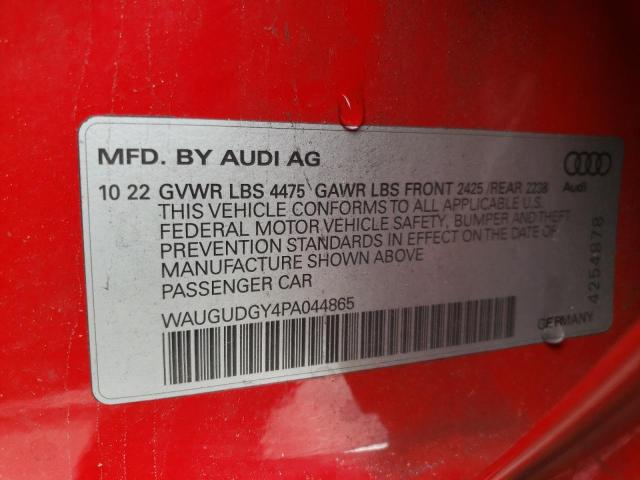 MFD. BY AUDI AG
10 22 GVWR LBS 4475 GAWR LBS FRONT 2425 /REAR 2238
THIS VEHICLE CONFORMS TO ALL APPLICABLE U.S.
FEDERAL MOTOR VEHICLE SAFETY, BUMPER AND THEFT
PREVENTION STANDARDS IN EFFECT ON THE DATE OF
MANUFACTURE SHOWN ABOVE
PASSENGER CAR
WAUGUDGY4PA044865
Audi
4254878
GERMANY